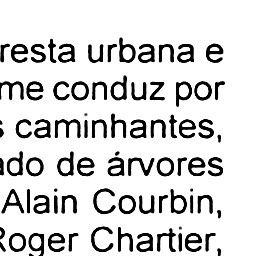 resta urbana e
me conduz por
s caminhantes,
ado de árvores
Alain Courbin,
Roger Chartier,